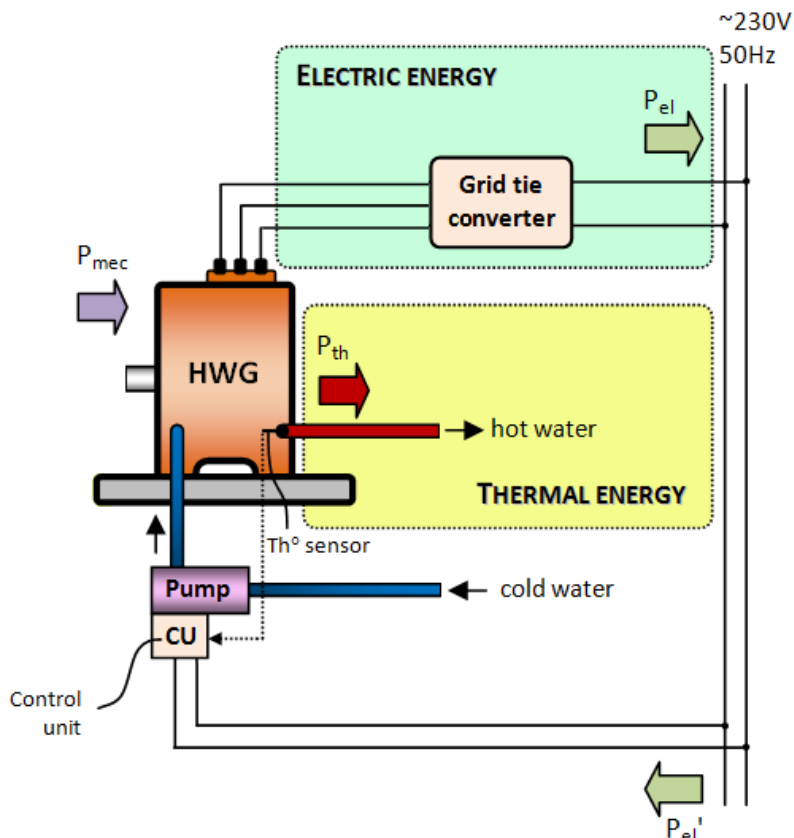 ~230V
50Hz
ELECTRIC ENERGY
Pel
Grid tie
converter
Pmec
HWG
Pth
hot water
THERMAL ENERGY
Thº sensor
Pump
cold water
CU
Control
unit
Pel'